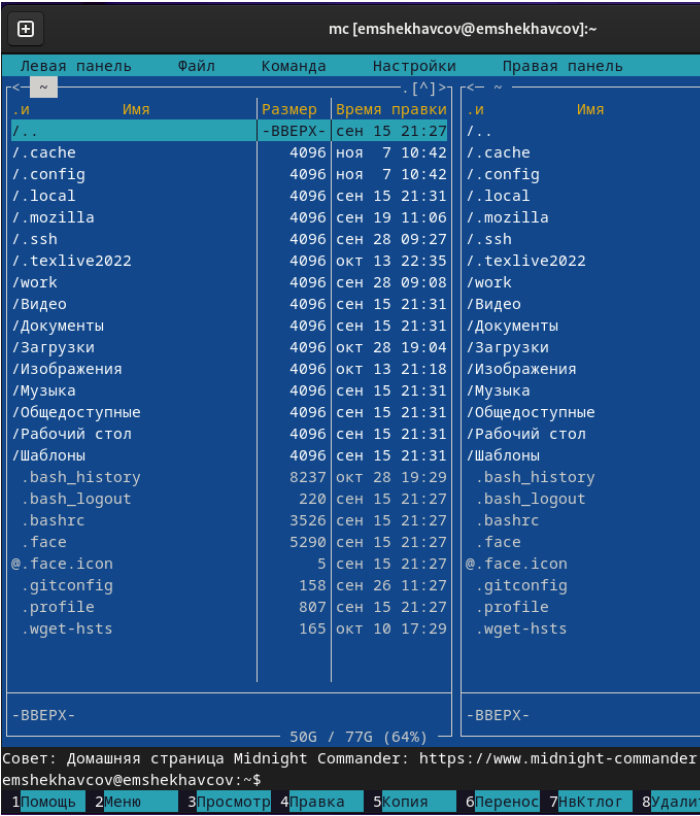 mc [emshekhavcov@emshekhavcov]:~
Левая панель Файл Команда Настройки Правая панель
<— ~ .[^]> <— ~
.и Имя Размер Время правки .и Имя
/.. -ВВЕРХ- сен 15 21:27 /..
/.cache 4096 ноя 7 10:42 /.cache
/.config 4096 ноя 7 10:42 /.config
/.local 4096 сен 15 21:31 /.local
/.mozilla 4096 сен 19 11:06 /.mozilla
/.ssh 4096 сен 28 09:27 /.ssh
/.texlive2022 4096 окт 13 22:35 /.texlive2022
/work 4096 сен 28 09:08 /work
/Видео 4096 сен 15 21:31 /Видео
/Документы 4096 сен 15 21:31 /Документы
/Загрузки 4096 окт 28 19:04 /Загрузки
/Изображения 4096 окт 13 21:18 /Изображения
/Музыка 4096 сен 15 21:31 /Музыка
/Общедоступные 4096 сен 15 21:31 /Общедоступные
/Рабочий стол 4096 сен 15 21:31 /Рабочий стол
/Шаблоны 4096 сен 15 21:31 /Шаблоны
.bash_history 8237 окт 28 19:29 .bash_history
.bash_logout 220 сен 15 21:27 .bash_logout
.bashrc 3526 сен 15 21:27 .bashrc
.face 5290 сен 15 21:27 .face
@.face.icon 5 сен 15 21:27 @.face.icon
.gitconfig 158 сен 26 11:27 .gitconfig
.profile 807 сен 15 21:27 .profile
.wget-hsts 165 окт 10 17:29 .wget-hsts
-ВВЕРХ- -ВВЕРХ-
50G / 77G (64%)
Совет: Домашняя страница Midnight Commander: https://www.midnight-commander
emshekhavcov@emshekhavcov:~$
1Помощь 2Меню 3Просмотр 4Правка 5Копия 6Перенос 7НвКтлог 8Удали